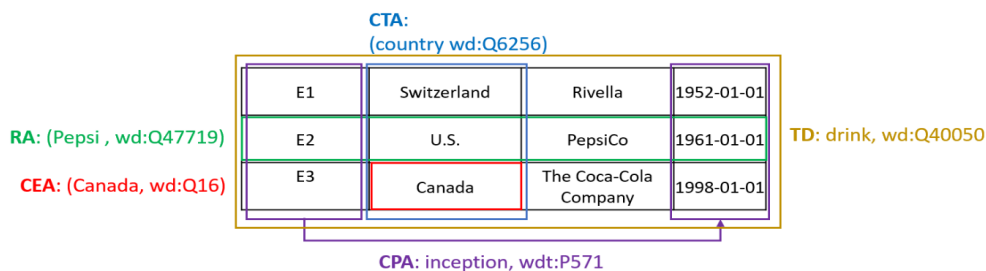 CTA:
(country wd:Q6256)
E1 Switzerland Rivella 1952-01-01
RA: (Pepsi , wd:Q47719) E2 U.S. PepsiCo 1961-01-01 TD: drink, wd:Q40050
CEA: (Canada, wd:Q16) E3 Canada The Coca-Cola
Company 1998-01-01
CPA: inception, wdt:P571